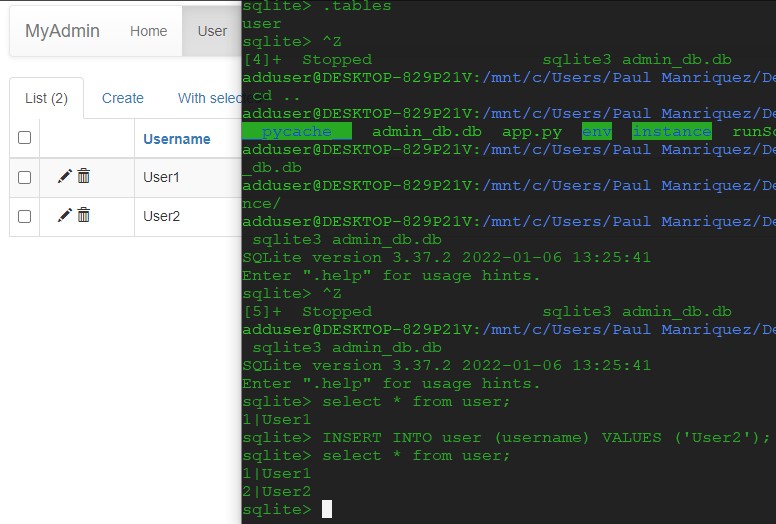 MyAdmin Home User
List (2) Create With selec
Username
User1
User2
sqlite> .tables
user
sqlite> ^Z
[4]+  Stopped                 sqlite3 admin_db.db
adduser@DESKTOP-829P21V:/mnt/c/Users/Paul Manriquez/De
cd ..
adduser@DESKTOP-829P21V:/mnt/c/Users/Paul Manriquez/De
__pycache__  admin_db.db  app.py  env  instance  runSc
adduser@DESKTOP-829P21V:/mnt/c/Users/Paul Manriquez/De
_db.db
adduser@DESKTOP-829P21V:/mnt/c/Users/Paul Manriquez/De
nce/
adduser@DESKTOP-829P21V:/mnt/c/Users/Paul Manriquez/De
sqlite3 admin_db.db
SQLite version 3.37.2 2022-01-06 13:25:41
Enter ".help" for usage hints.
sqlite> ^Z
[5]+  Stopped                 sqlite3 admin_db.db
adduser@DESKTOP-829P21V:/mnt/c/Users/Paul Manriquez/De
sqlite3 admin_db.db
SQLite version 3.37.2 2022-01-06 13:25:41
Enter ".help" for usage hints.
sqlite> select * from user;
1|User1
sqlite> INSERT INTO user (username) VALUES ('User2');
sqlite> select * from user;
1|User1
2|User2
sqlite>